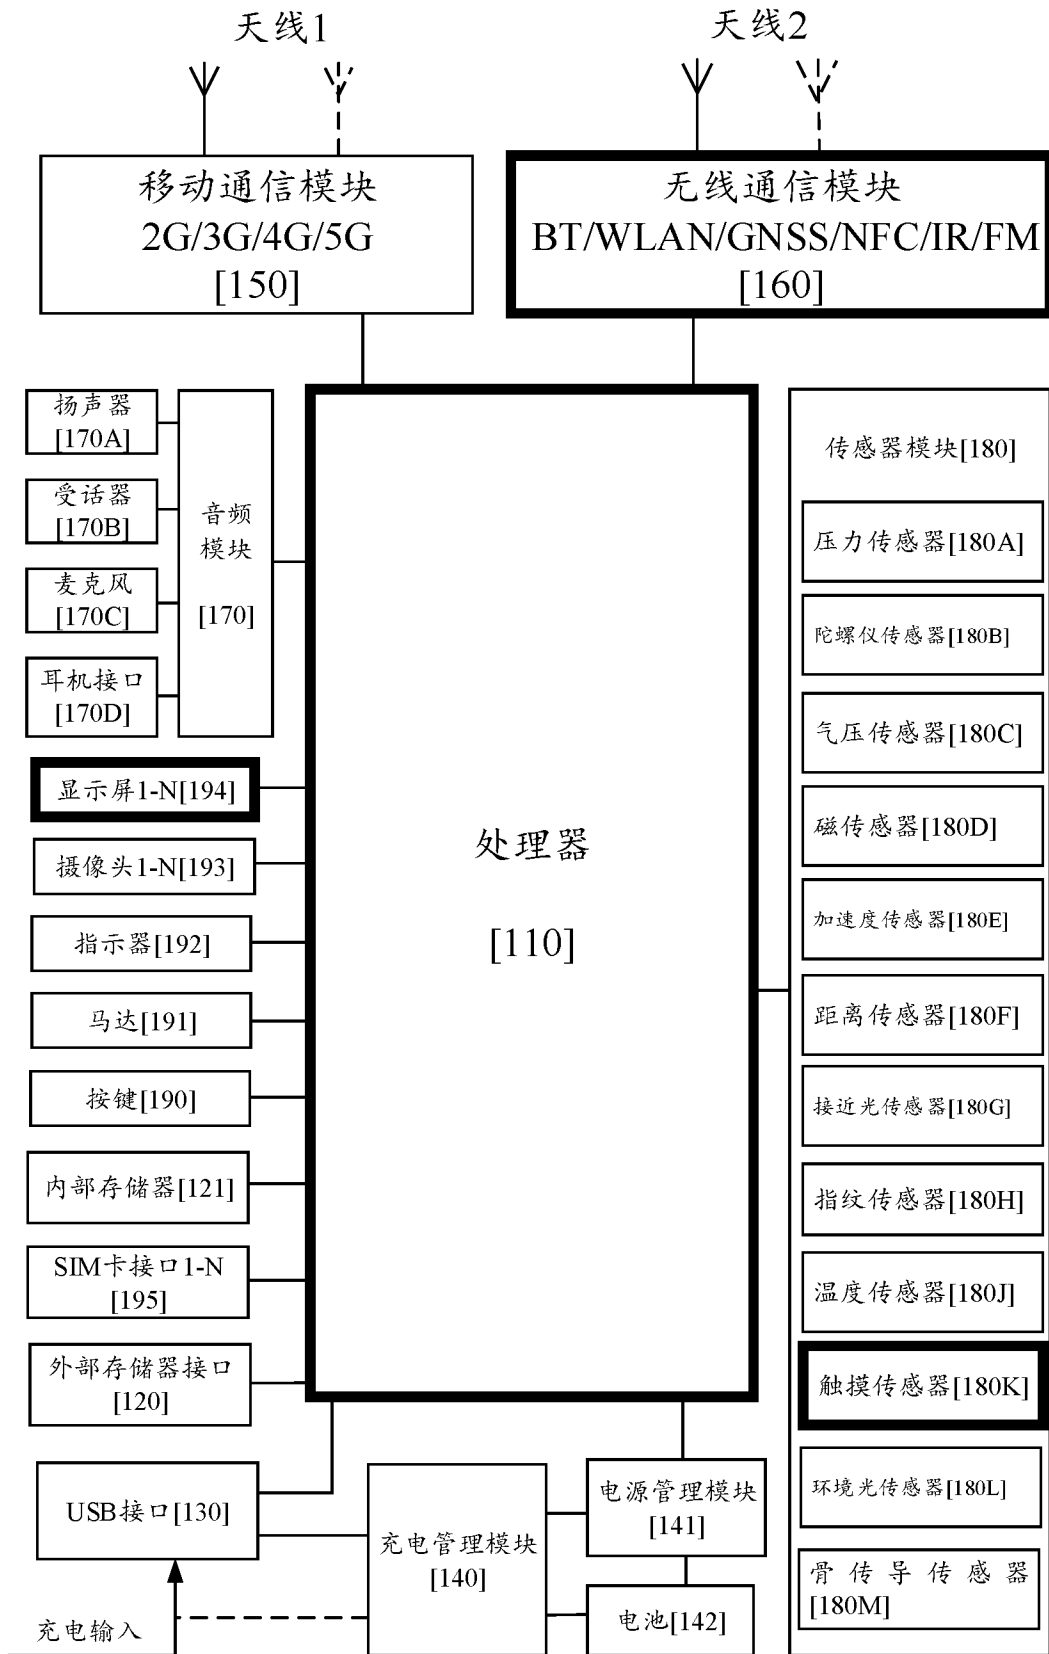 天线1
天线2
移动通信模块
2G/3G/4G/5G
[150]
无线通信模块
BT/WLAN/GNSS/NFC/IR/FM
[160]
扬声器
[170A]
受话器
[170B]
麦克风
[170C]
耳机接口
[170D]
音频
模块
[170]
显示屏1-N[194]
摄像头1-N[193]
指示器[192]
马达[191]
按键[190]
内部存储器[121]
SIM卡接口1-N
[195]
外部存储器接口
[120]
处理器
[110]
传感器模块[180]
压力传感器[180A]
陀螺仪传感器[180B]
气压传感器[180C]
磁传感器[180D]
加速度传感器[180E]
距离传感器[180F]
接近光传感器[180G]
指纹传感器[180H]
温度传感器[180J]
触摸传感器[180K]
环境光传感器[180L]
骨传导传感器
[180M]
USB接口[130]
充电管理模块
[140]
电源管理模块
[141]
电池[142]
充电输入